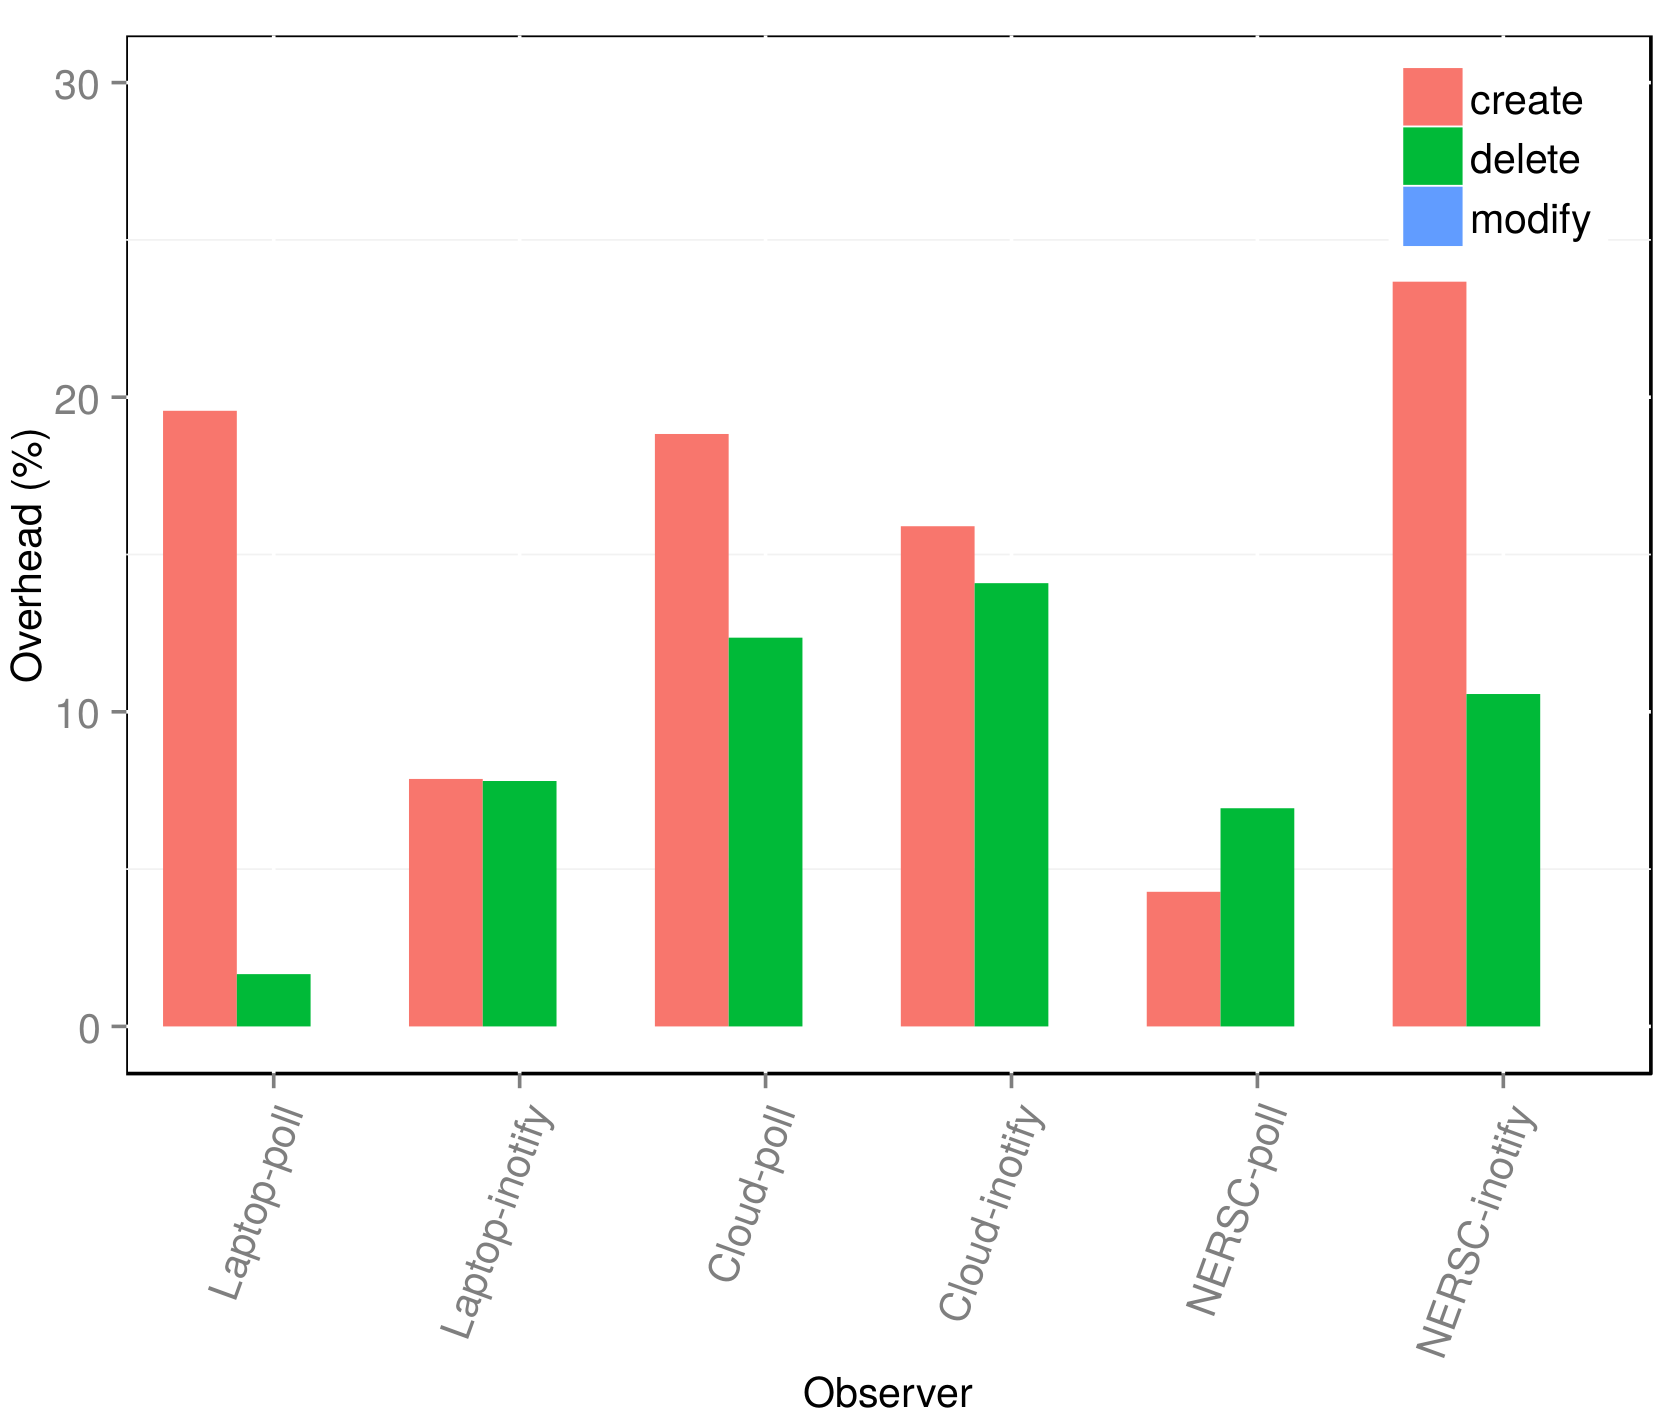 30
20
10
0
Overhead (%)
create
delete
modify
Laptop-poll
Laptop-inotify
Cloud-poll
Cloud-inotify
NERSC-poll
NERSC-inotify
Observer